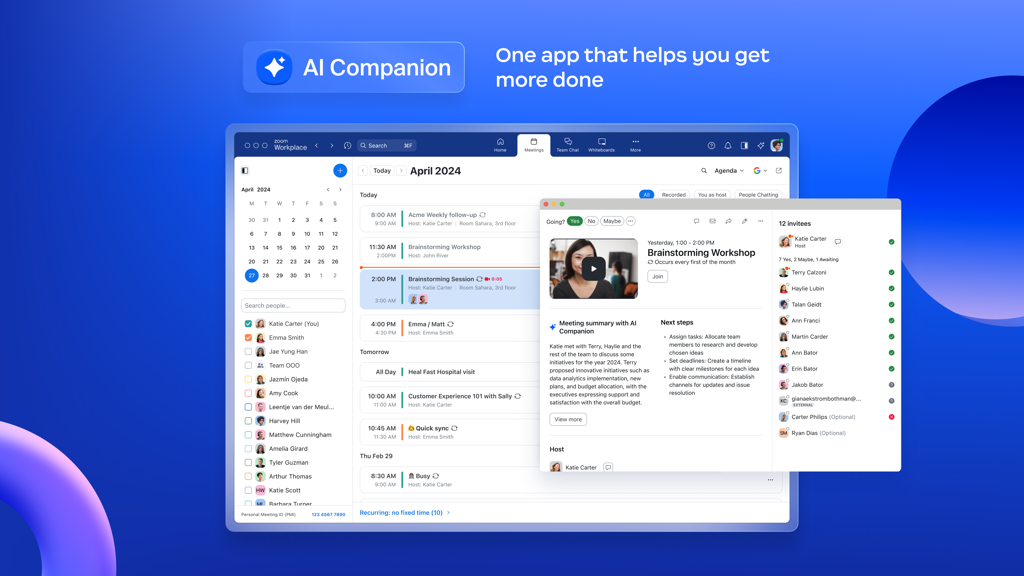 AI Companion
One app that helps you get
more done
zoom
Workplace
Search
⌘F
Home
Meetings
Team Chat
Whiteboards
More
Today
April 2024
Agenda
April 2024
M T W T F S S
30 31 1 2 3 4 5
6 7 8 9 10 11 12
13 14 15 16 17 20 21
20 21 22 23 24 25 26
27 28 29 30 31 1 2
Search people...
Katie Carter (You)
Emma Smith
Jae Yung Han
Team OOO
Jazmin Ojeda
Amy Cook
Leentje van der Meul...
Harvey Hill
Matthew Cunningham
Amelia Girard
Tyler Guzman
Arthur Thomas
HW Katie Scott
Barbara Turner
Personal Meeting ID (PMI) 123 4567 7890
Today
All
Recorded
You as host
People Chatting
8:00 AM Acme Weekly follow-up
9:00 AM Host: Katie Carter | Room Sahara, 3rd floor
11:30 AM Brainstorming Workshop
2:00PM Host: John River
2:00 PM Brainstorming Session 0:05
Host: Katie Carter | Room Sahara, 3rd floor
3:00 AM
4:00 PM Emma / Matt
4:30 PM Host: Emma Smith
Tomorrow
All Day Heal Fast Hospital visit
10:00 AM Customer Experience 101 with Sally
11:00 AM Host: Katie Carter
10:45 AM Quick sync
11:30 AM Host: Emma Smith
Thu Feb 29
8:30 AM Busy
9:00 AM Host: Katie Carter
Recurring: no fixed time (10)
Going? Yes No Maybe
Yesterday, 1:00 - 2:00 PM
Brainstorming Workshop
Occurs every first of the month
Join
Meeting summary with AI
Companion
Katie met with Terry, Haylie and the
rest of the team to discuss some
initiatives for the year 2024. Terry
proposed innovative initiatives such as
data analytics implementation, new
plans, and budget allocation, with the
executives expressing support and
satisfaction with the overall budget.
View more
Next steps
• Assign tasks: Allocate team
members to research and develop
chosen ideas
• Set deadlines: Create a timeline
with clear milestones for each idea
• Enable communication: Establish
channels for updates and issue
resolution
Host
Katie Carter
12 invitees
Katie Carter
Host
7 Yes, 2 Maybe, 1 Awaiting
Terry Calzoni
Haylie Lubin
Talan Geidt
Ann Franci
Martin Carder
Ann Bator
Erin Bator
Jakob Bator
KC gianaekstrombothman@...
EXTERNAL
Carter Philips (Optional)
SM Ryan Dias (Optional)